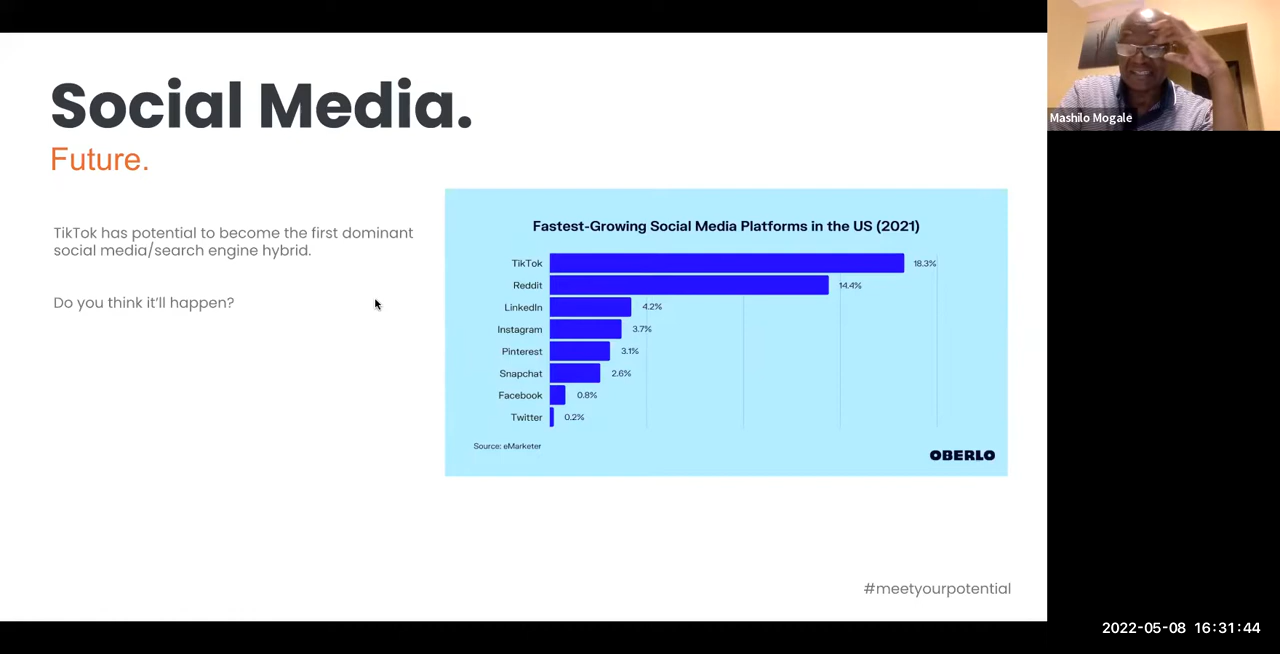 Social Media.
Future.
TikTok has potential to become the first dominant
social media/search engine hybrid.
Do you think it'll happen?
Fastest-Growing Social Media Platforms in the US (2021)
TikTok 18.3%
Reddit 14.4%
LinkedIn 4.2%
Instagram 3.7%
Pinterest 3.1%
Snapchat 2.6%
Facebook 0.8%
Twitter 0.2%
Source: eMarketer
OBERLO
#meetyourpotential
Mashilo Mogale
2022-05-08 16:31:44